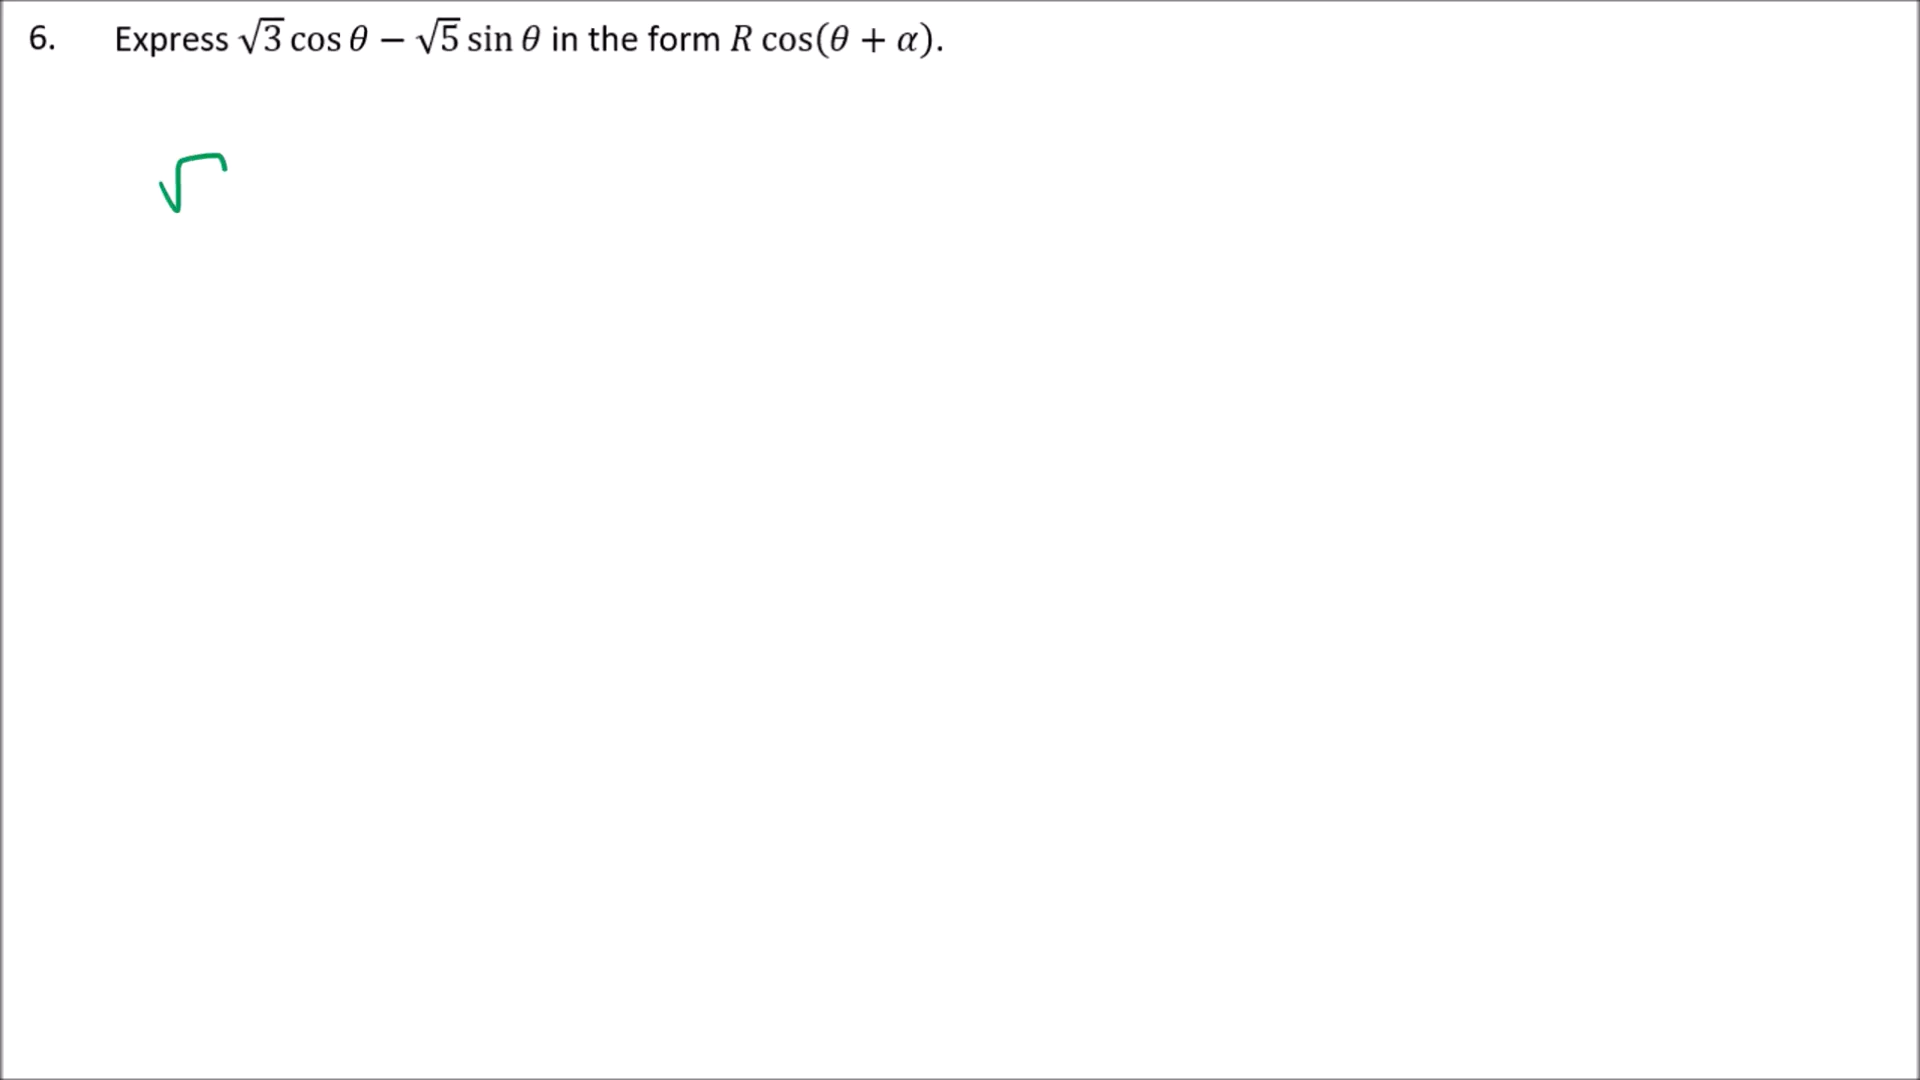 6. Express √3 cos θ − √5 sin θ in the form R cos(θ + α).
√